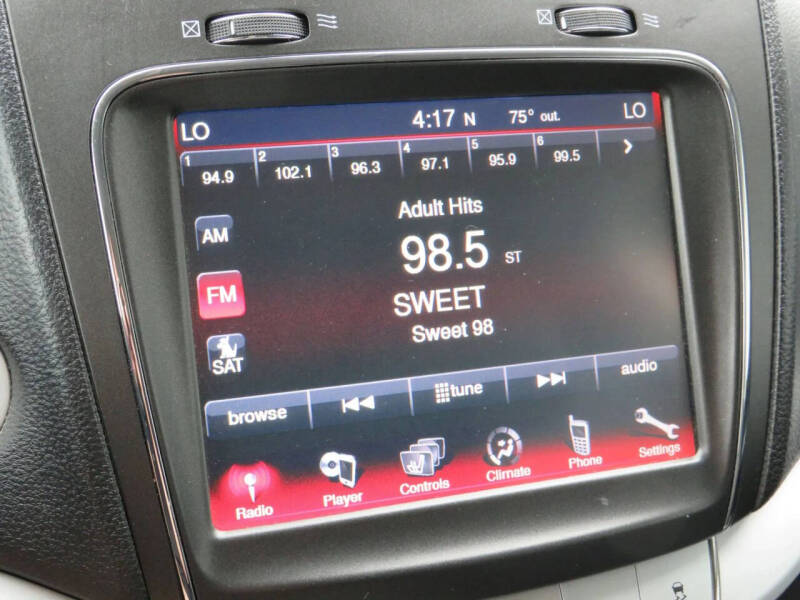 LO 4:17 N 75° out. LO
1 2 3 4 5 6
94.9 102.1 96.3 97.1 95.9 99.5
Adult Hits
AM
98.5 ST
FM
SWEET
Sweet 98
SAT
browse tune audio
Radio Player Controls Climate Phone Settings